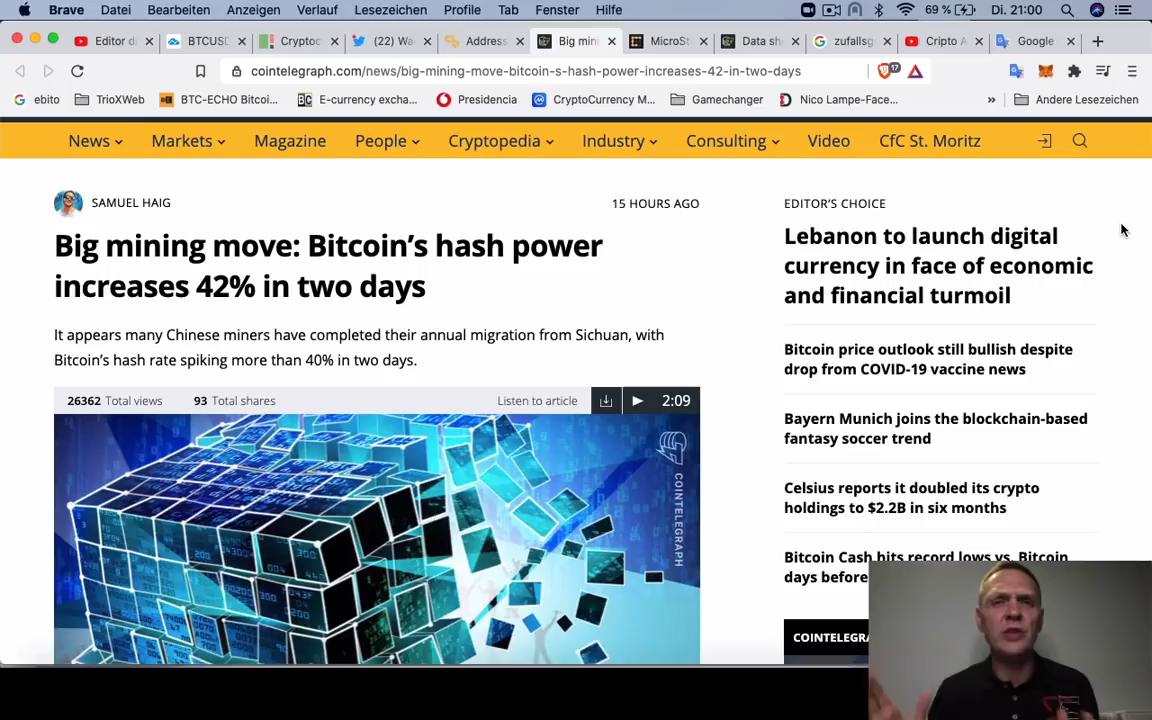 Brave Datei Bearbeiten Anzeigen Verlauf Lesezeichen Profile Tab Fenster Hilfe 69 % Di. 21:00
Editor d
BTCUSD
Cryptoc
(22) Wa
Address
Big mini
MicroSt
Data sh
zufallsg
Cripto A
Google
cointelegraph.com/news/big-mining-move-bitcoin-s-hash-power-increases-42-in-two-days
17
ebito TrioXWeb BTC-ECHO Bitcoi... E-currency excha... Presidencia CryptoCurrency M... Gamechanger Nico Lampe-Face... » Andere Lesezeichen
News Markets Magazine People Cryptopedia Industry Consulting Video CfC St. Moritz
SAMUEL HAIG
15 HOURS AGO
Big mining move: Bitcoin’s hash power
increases 42% in two days
It appears many Chinese miners have completed their annual migration from Sichuan, with
Bitcoin’s hash rate spiking more than 40% in two days.
26362 Total views 93 Total shares Listen to article 2:09
COINTELEGRAPH
EDITOR’S CHOICE
Lebanon to launch digital
currency in face of economic
and financial turmoil
Bitcoin price outlook still bullish despite
drop from COVID-19 vaccine news
Bayern Munich joins the blockchain-based
fantasy soccer trend
Celsius reports it doubled its crypto
holdings to $2.2B in six months
Bitcoin Cash hits record lows vs. Bitcoin
days before
COINTELEGRA